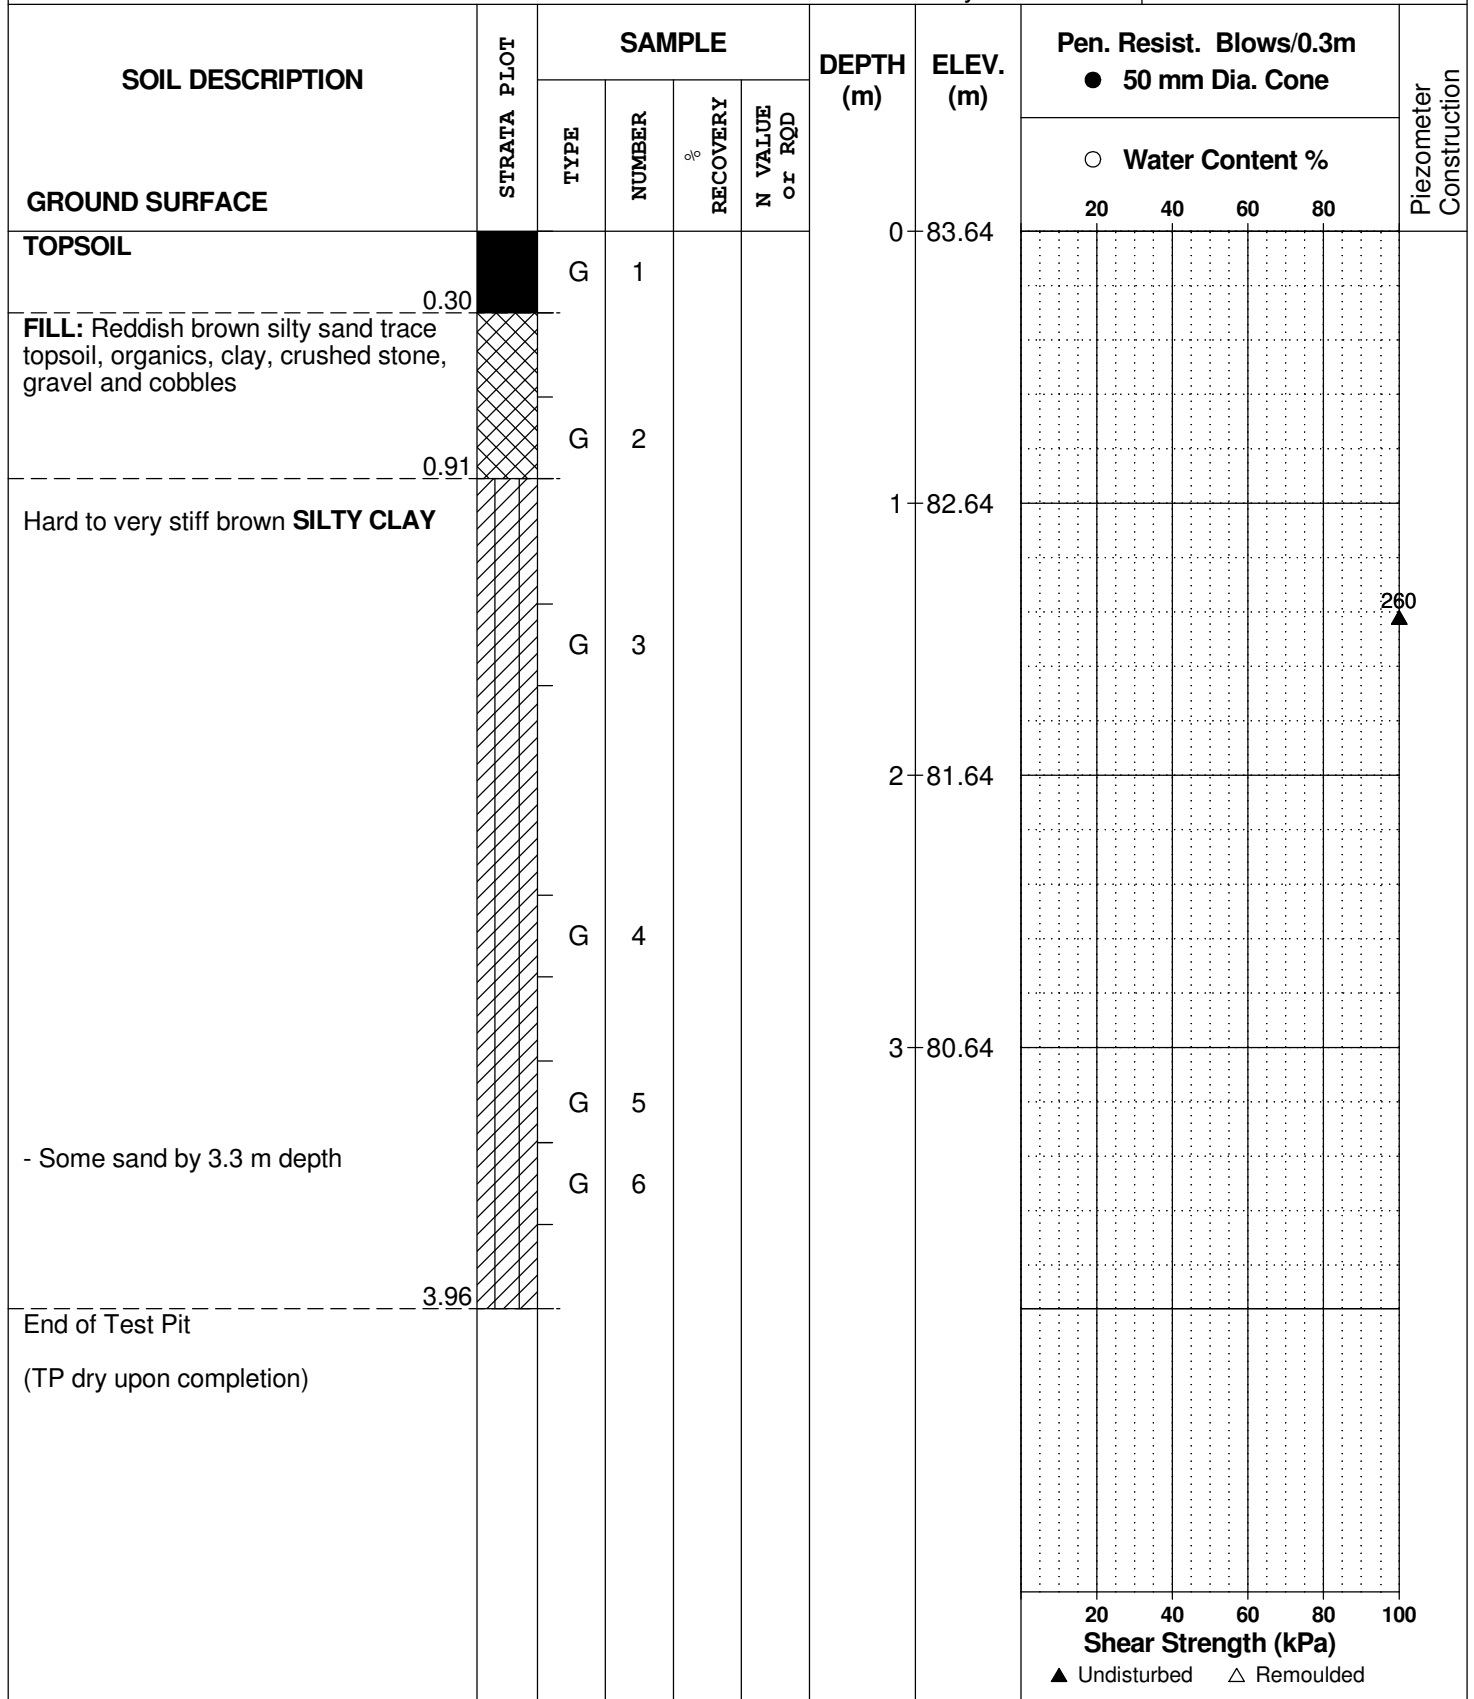 SOIL DESCRIPTION
GROUND SURFACE
STRATA PLOT
SAMPLE
TYPE
NUMBER
%
RECOVERY
N VALUE
or RQD
DEPTH
(m)
ELEV.
(m)
Pen. Resist. Blows/0.3m
● 50 mm Dia. Cone
○ Water Content %
20 40 60 80
Piezometer
Construction
TOPSOIL
0.30
G 1
0 83.64
FILL: Reddish brown silty sand trace
topsoil, organics, clay, crushed stone,
gravel and cobbles
G 2
0.91
1 82.64
Hard to very stiff brown SILTY CLAY
260
G 3
2 81.64
G 4
3 80.64
G 5
- Some sand by 3.3 m depth
G 6
3.96
End of Test Pit
(TP dry upon completion)
20 40 60 80 100
Shear Strength (kPa)
▲ Undisturbed △ Remoulded